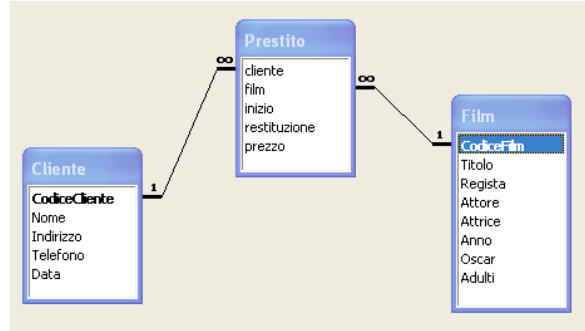 Prestito
cliente
film
inizio
restituzione
prezzo
∞
∞
1
1
Cliente
CodiceCliente
Nome
Indirizzo
Telefono
Data
Film
CodiceFilm
Titolo
Regista
Attore
Attrice
Anno
Oscar
Adulti